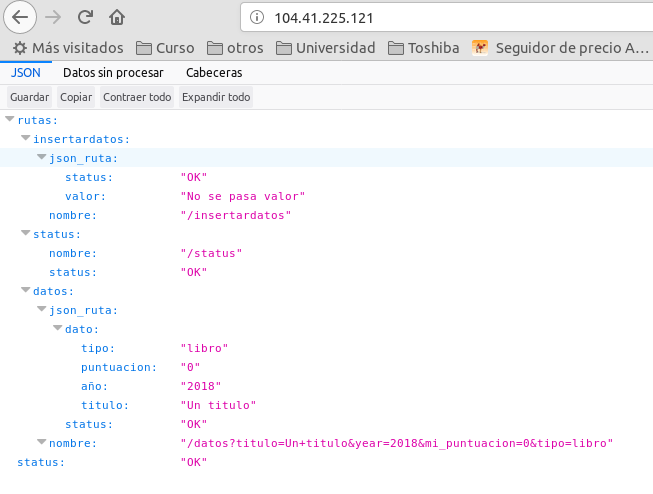 104.41.225.121
Más visitados Curso otros Universidad Toshiba Seguidor de precio A...
JSON Datos sin procesar Cabeceras
Guardar Copiar Contraer todo Expandir todo
rutas:
insertardatos:
json_ruta:
status: "OK"
valor: "No se pasa valor"
nombre: "/insertardatos"
status:
nombre: "/status"
status: "OK"
datos:
json_ruta:
dato:
tipo: "libro"
puntuacion: "0"
año: "2018"
titulo: "Un titulo"
status: "OK"
nombre: "/datos?titulo=Un+titulo&year=2018&mi_puntuacion=0&tipo=libro"
status: "OK"